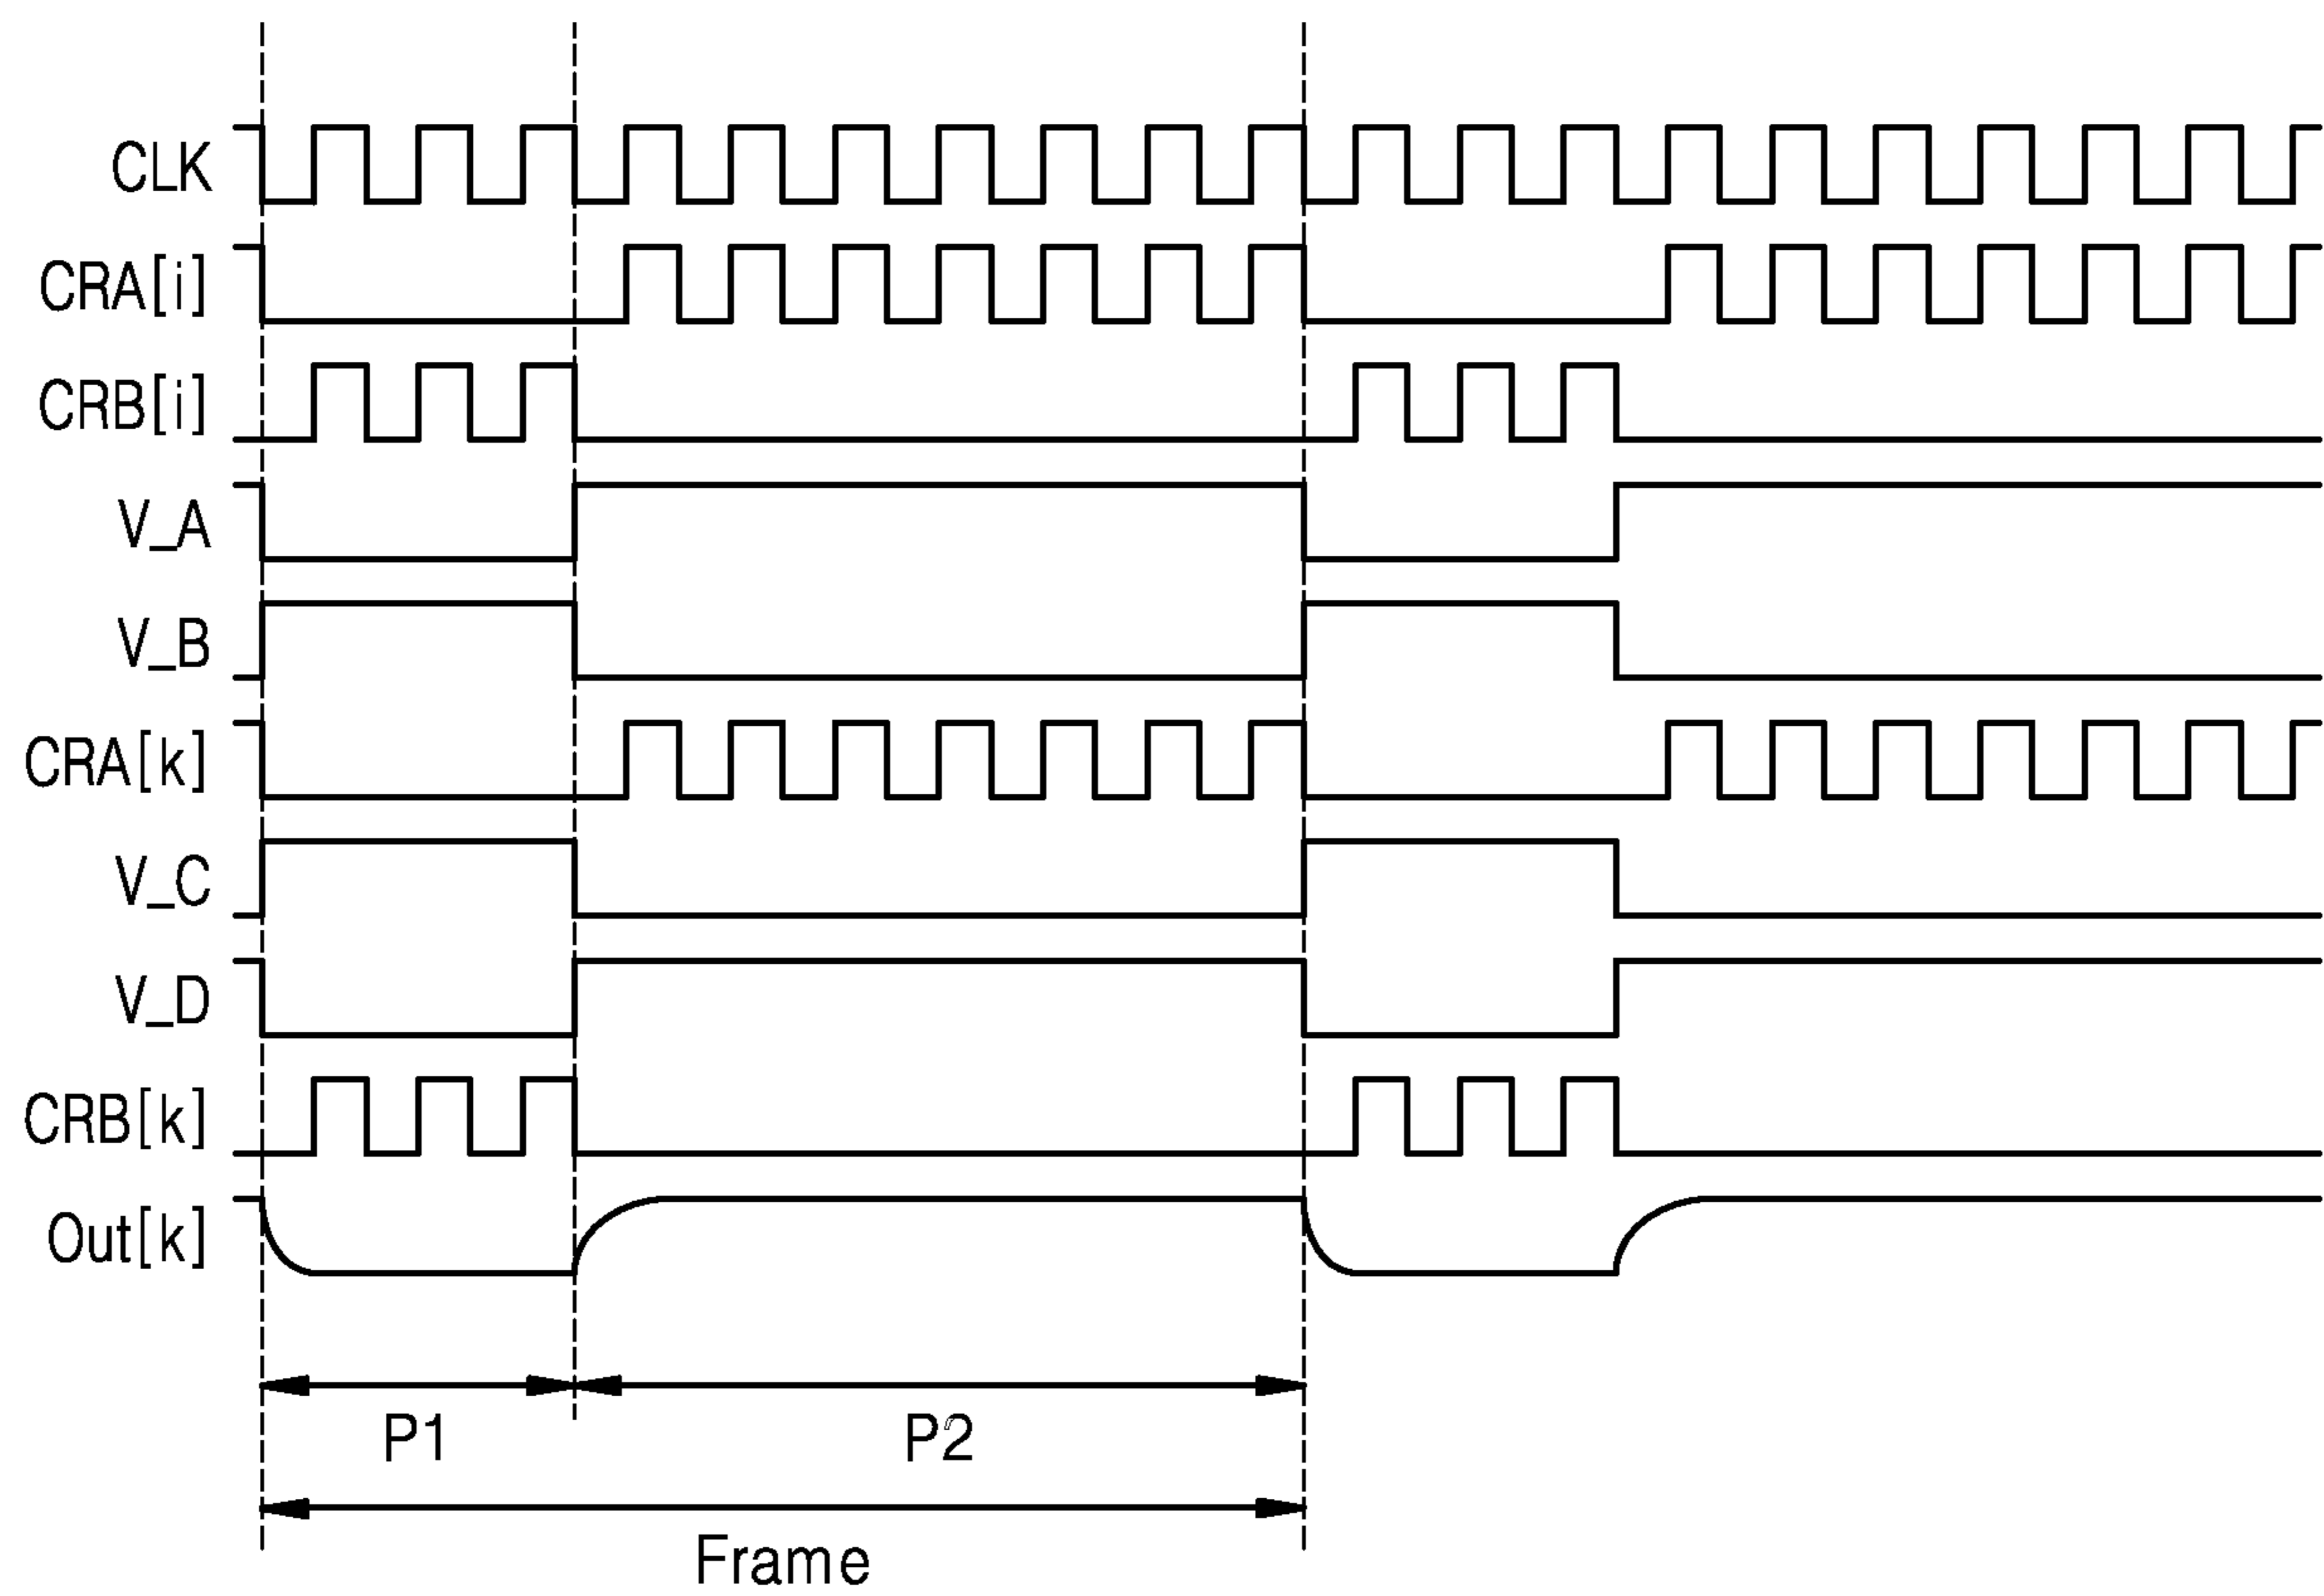 CLK
CRA[i]
CRB[i]
V_A
V_B
CRA[k]
V_C
V_D
CRB[k]
Out[k]
P1 P2
Frame